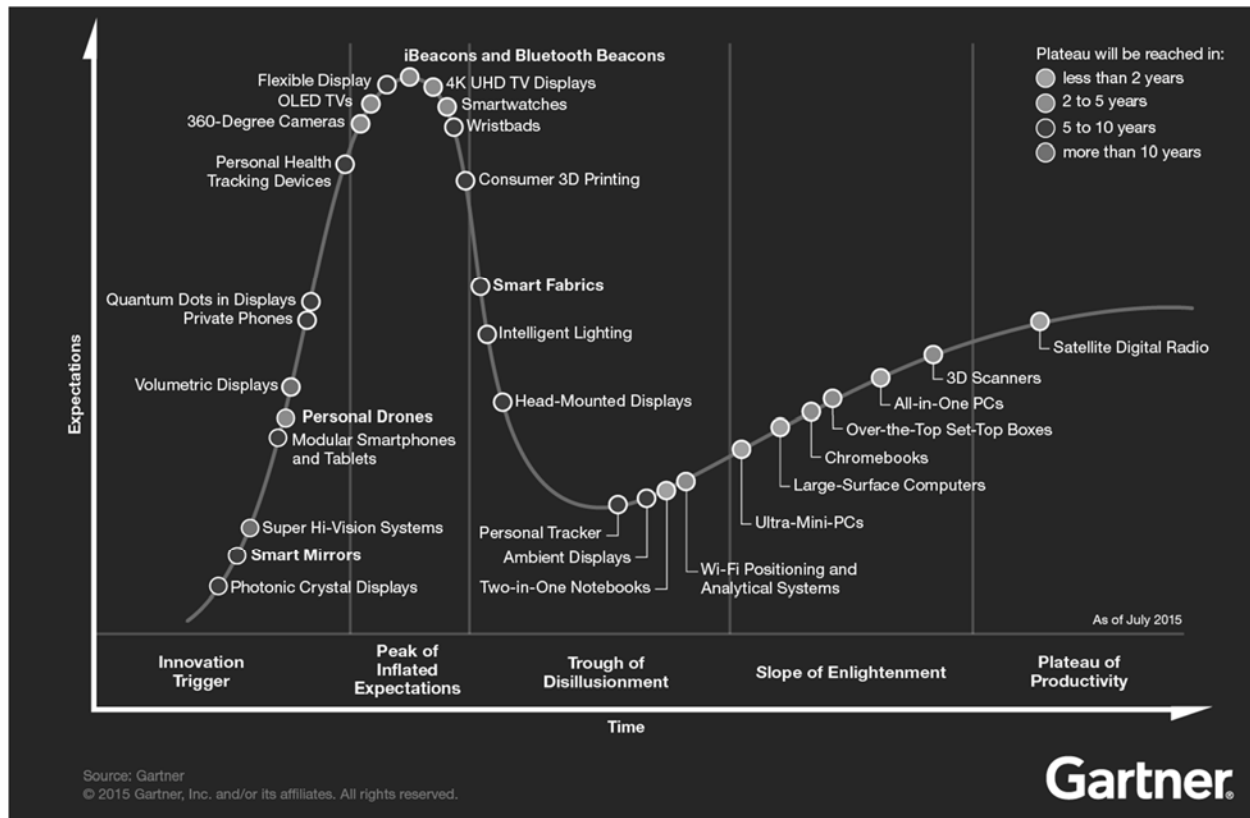 iBeacons and Bluetooth Beacons
Flexible Display
4K UHD TV Displays
OLED TVs
Smartwatches
360-Degree Cameras
Wristbads
Personal Health
Tracking Devices
Consumer 3D Printing
Plateau will be reached in:
less than 2 years
2 to 5 years
5 to 10 years
more than 10 years
Quantum Dots in Displays
Private Phones
Smart Fabrics
Intelligent Lighting
Volumetric Displays
Personal Drones
Modular Smartphones
and Tablets
Head-Mounted Displays
Super Hi-Vision Systems
Smart Mirrors
Photonic Crystal Displays
Personal Tracker
Ambient Displays
Two-in-One Notebooks
Wi-Fi Positioning and
Analytical Systems
Ultra-Mini-PCs
Large-Surface Computers
Chromebooks
Over-the-Top Set-Top Boxes
All-in-One PCs
3D Scanners
Satellite Digital Radio
As of July 2015
Expectations
Innovation
Trigger
Peak of
Inflated
Expectations
Trough of
Disillusionment
Slope of Enlightenment
Plateau of
Productivity
Time
Source: Gartner
© 2015 Gartner, Inc. and/or its affiliates. All rights reserved.
Gartner®